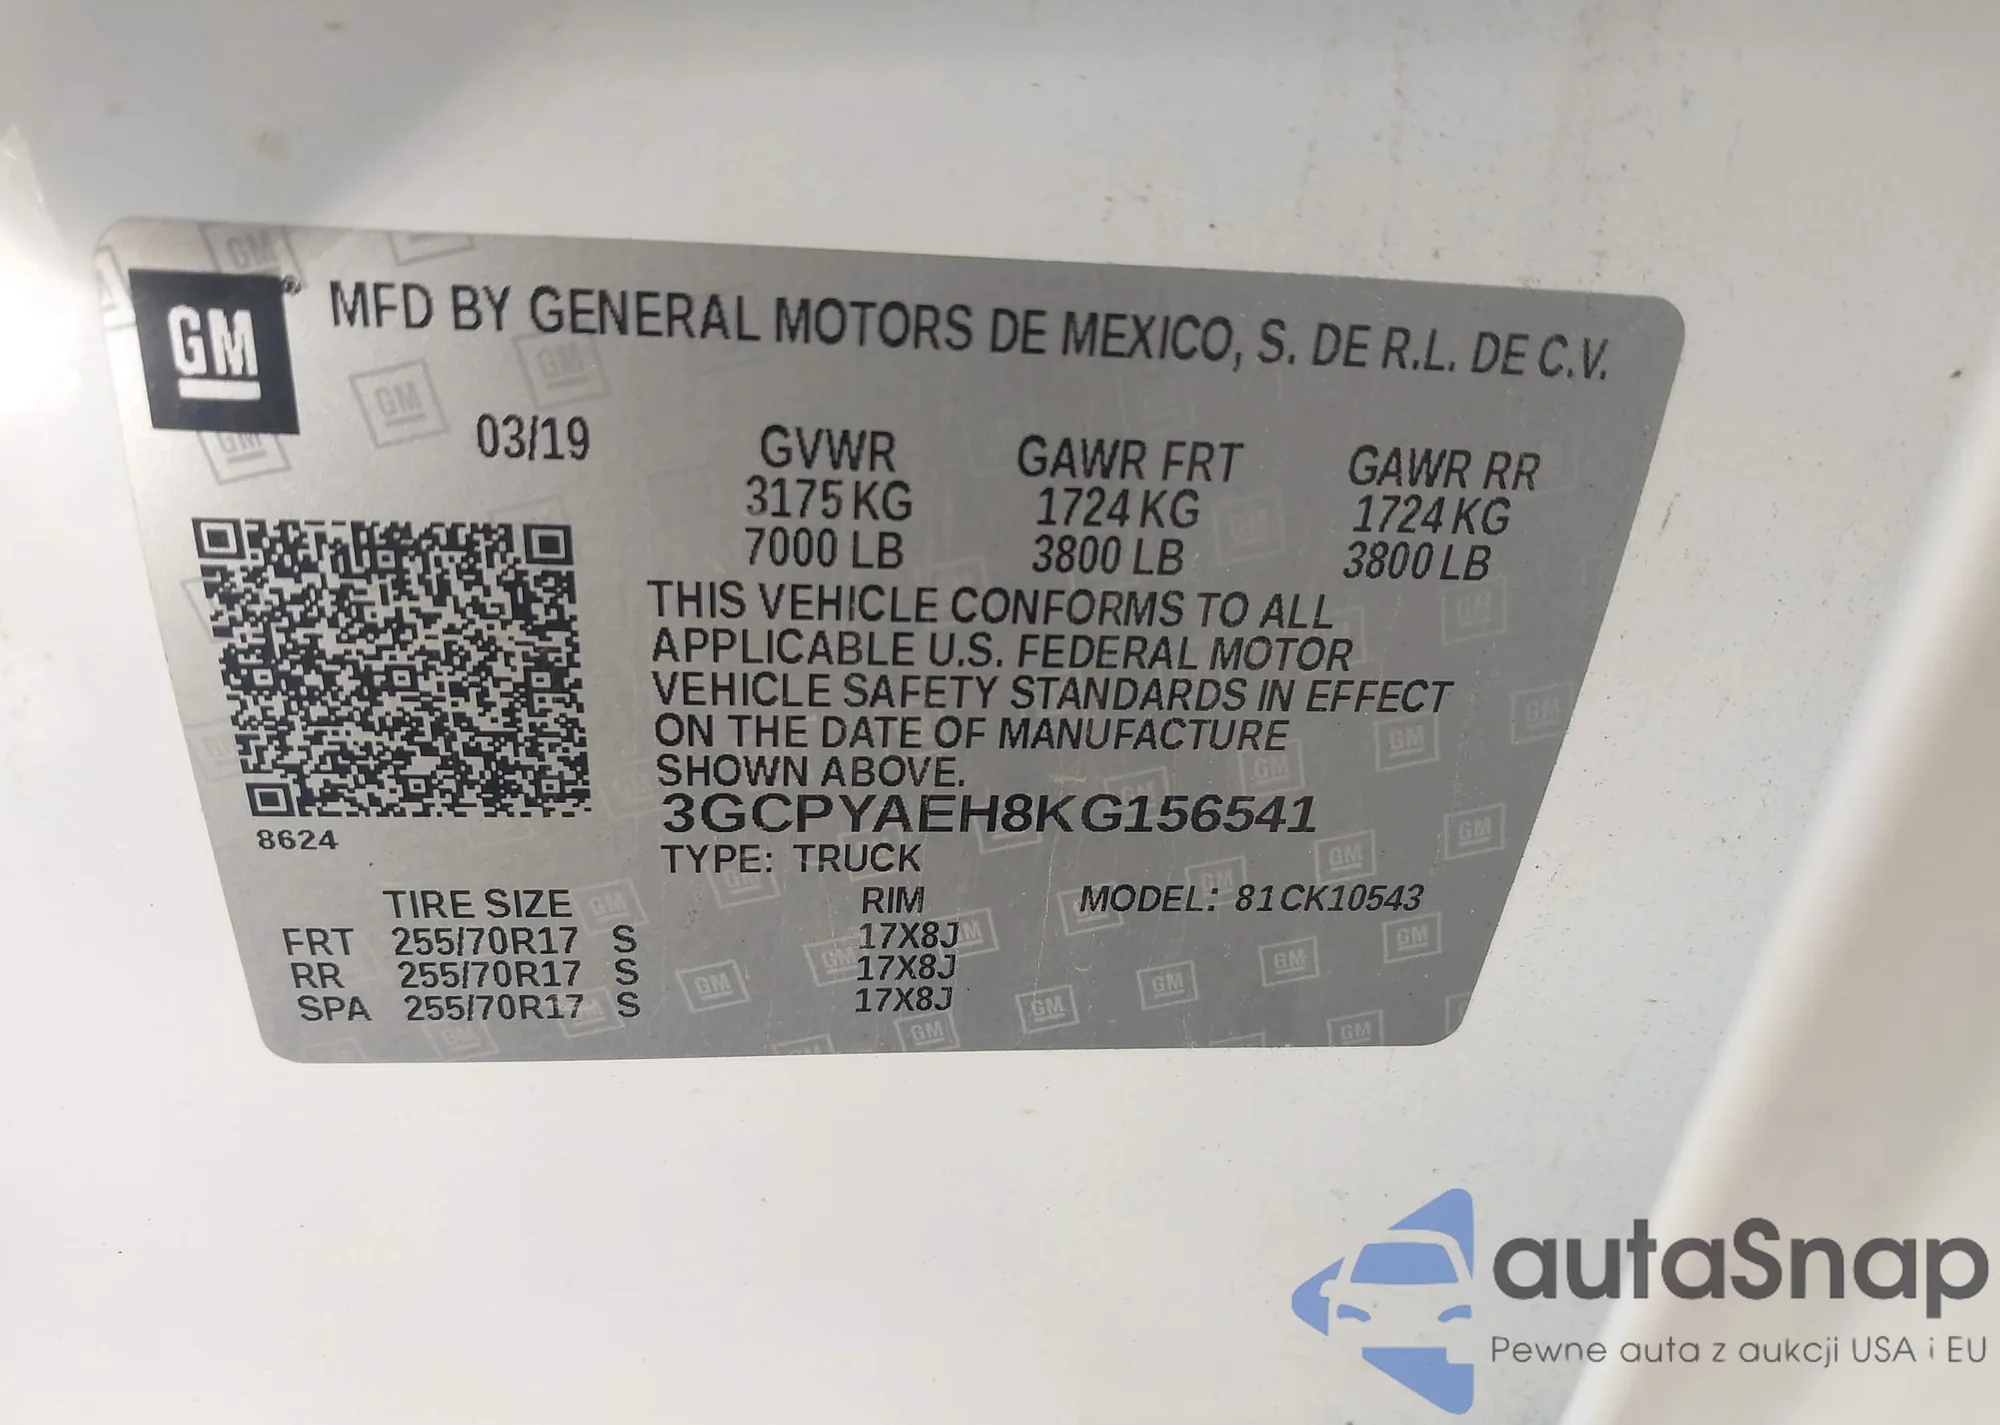 GM® MFD BY GENERAL MOTORS DE MEXICO, S. DE R.L. DE C.V.
03/19 GVWR GAWR FRT GAWR RR
3175 KG 1724 KG 1724 KG
7000 LB 3800 LB 3800 LB
THIS VEHICLE CONFORMS TO ALL
APPLICABLE U.S. FEDERAL MOTOR
VEHICLE SAFETY STANDARDS IN EFFECT
ON THE DATE OF MANUFACTURE
SHOWN ABOVE.
3GCPYAEH8KG156541
8624
TYPE: TRUCK
TIRE SIZE RIM MODEL: 81CK10543
FRT 255/70R17 S 17X8J
RR 255/70R17 S 17X8J
SPA 255/70R17 S 17X8J
autaSnap
Pewne auta z aukcji USA i EU